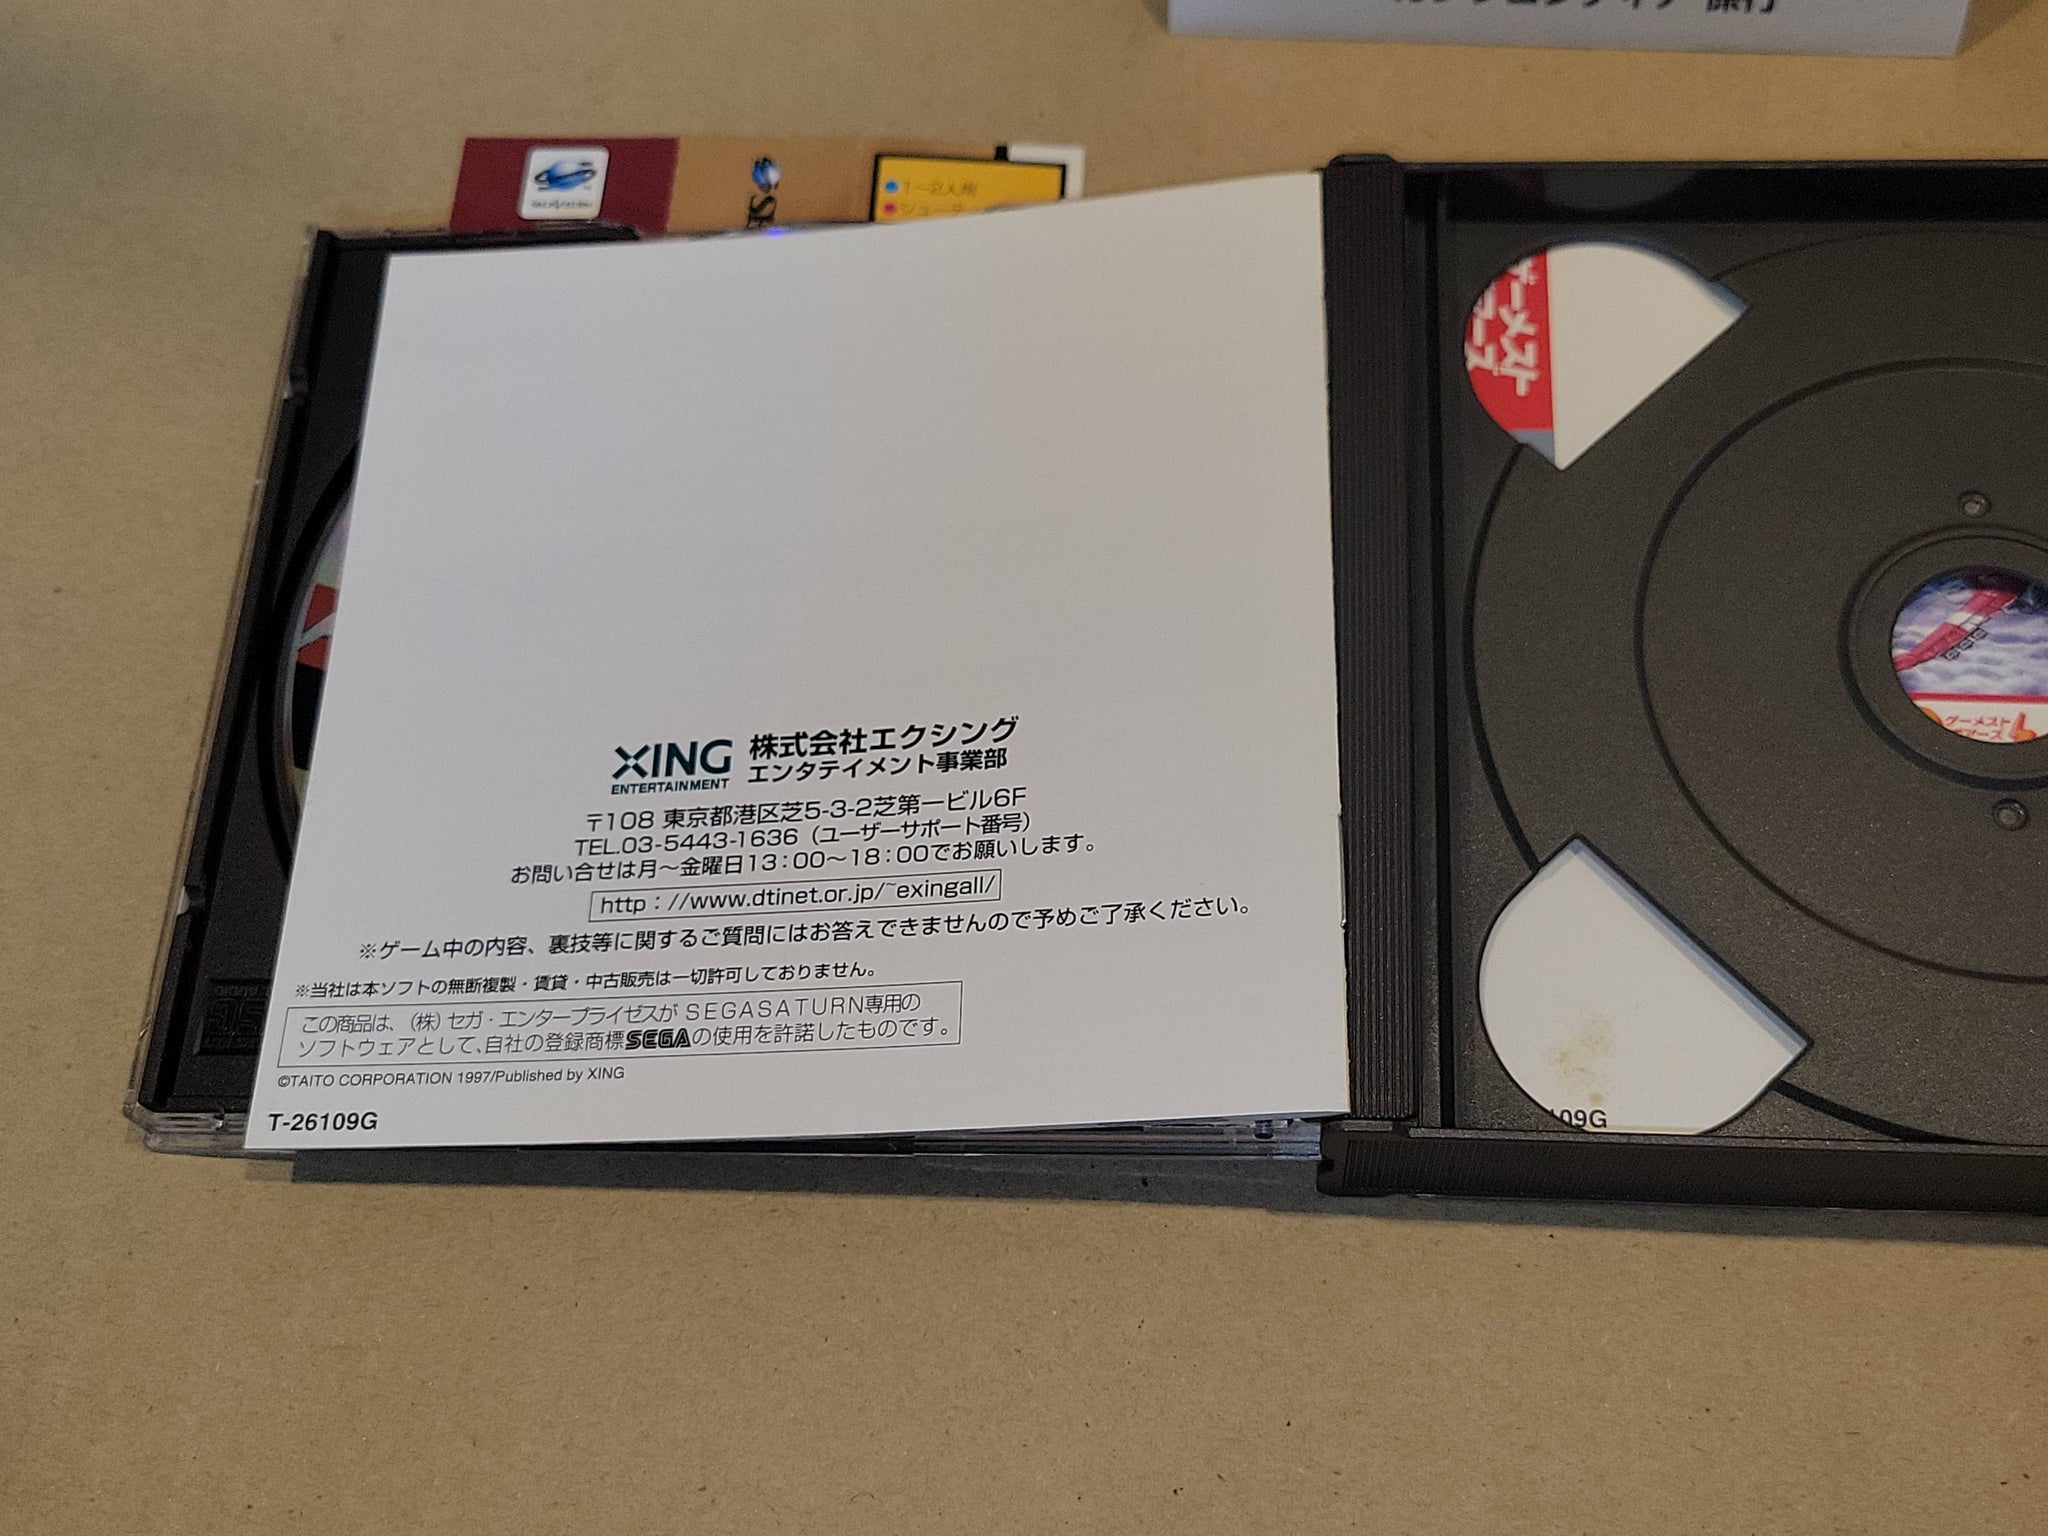 1-2人用
ゲーメスト
XING
ENTERTAINMENT
株式会社エクシング
エンタテイメント事業部
〒108 東京都港区芝5-3-2芝第一ビル6F
TEL.03-5443-1636（ユーザーサポート番号）
お問い合せは月〜金曜日13：00〜18：00でお願いします。
http：//www.dtinet.or.jp/~exingall/
※ゲーム中の内容、裏技等に関するご質問にはお答えできませんので予めご了承ください。
※当社は本ソフトの無断複製・賃貸・中古販売は一切許可しておりません。
この商品は、（株）セガ・エンタープライゼスがSEGASATURN専用の
ソフトウェアとして、自社の登録商標SEGAの使用を許諾したものです。
©TAITO CORPORATION 1997/Published by XING
T-26109G
09G